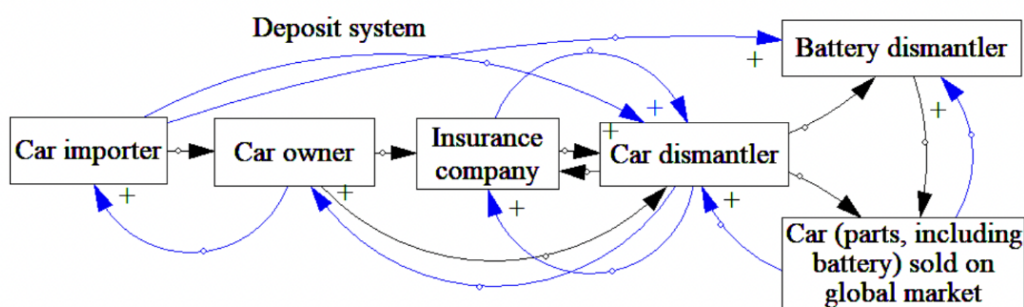 Deposit system
Battery dismantler
+
+
+
+
Car importer
Car owner
Insurance
company
Car dismantler
+
+
+
+
Car (parts, including
battery) sold on
global market